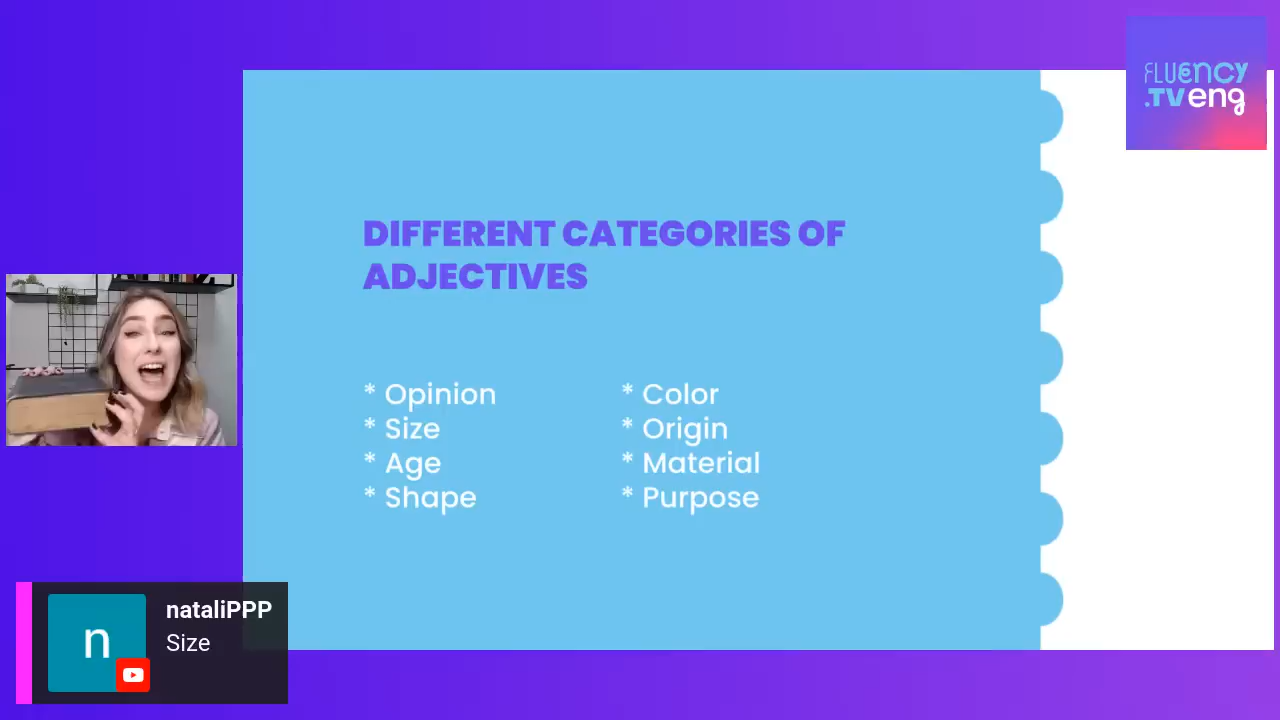 FLUENCY
.TV eng
DIFFERENT CATEGORIES OF
ADJECTIVES
* Opinion
* Size
* Age
* Shape
* Color
* Origin
* Material
* Purpose
n
nataliPPP
Size